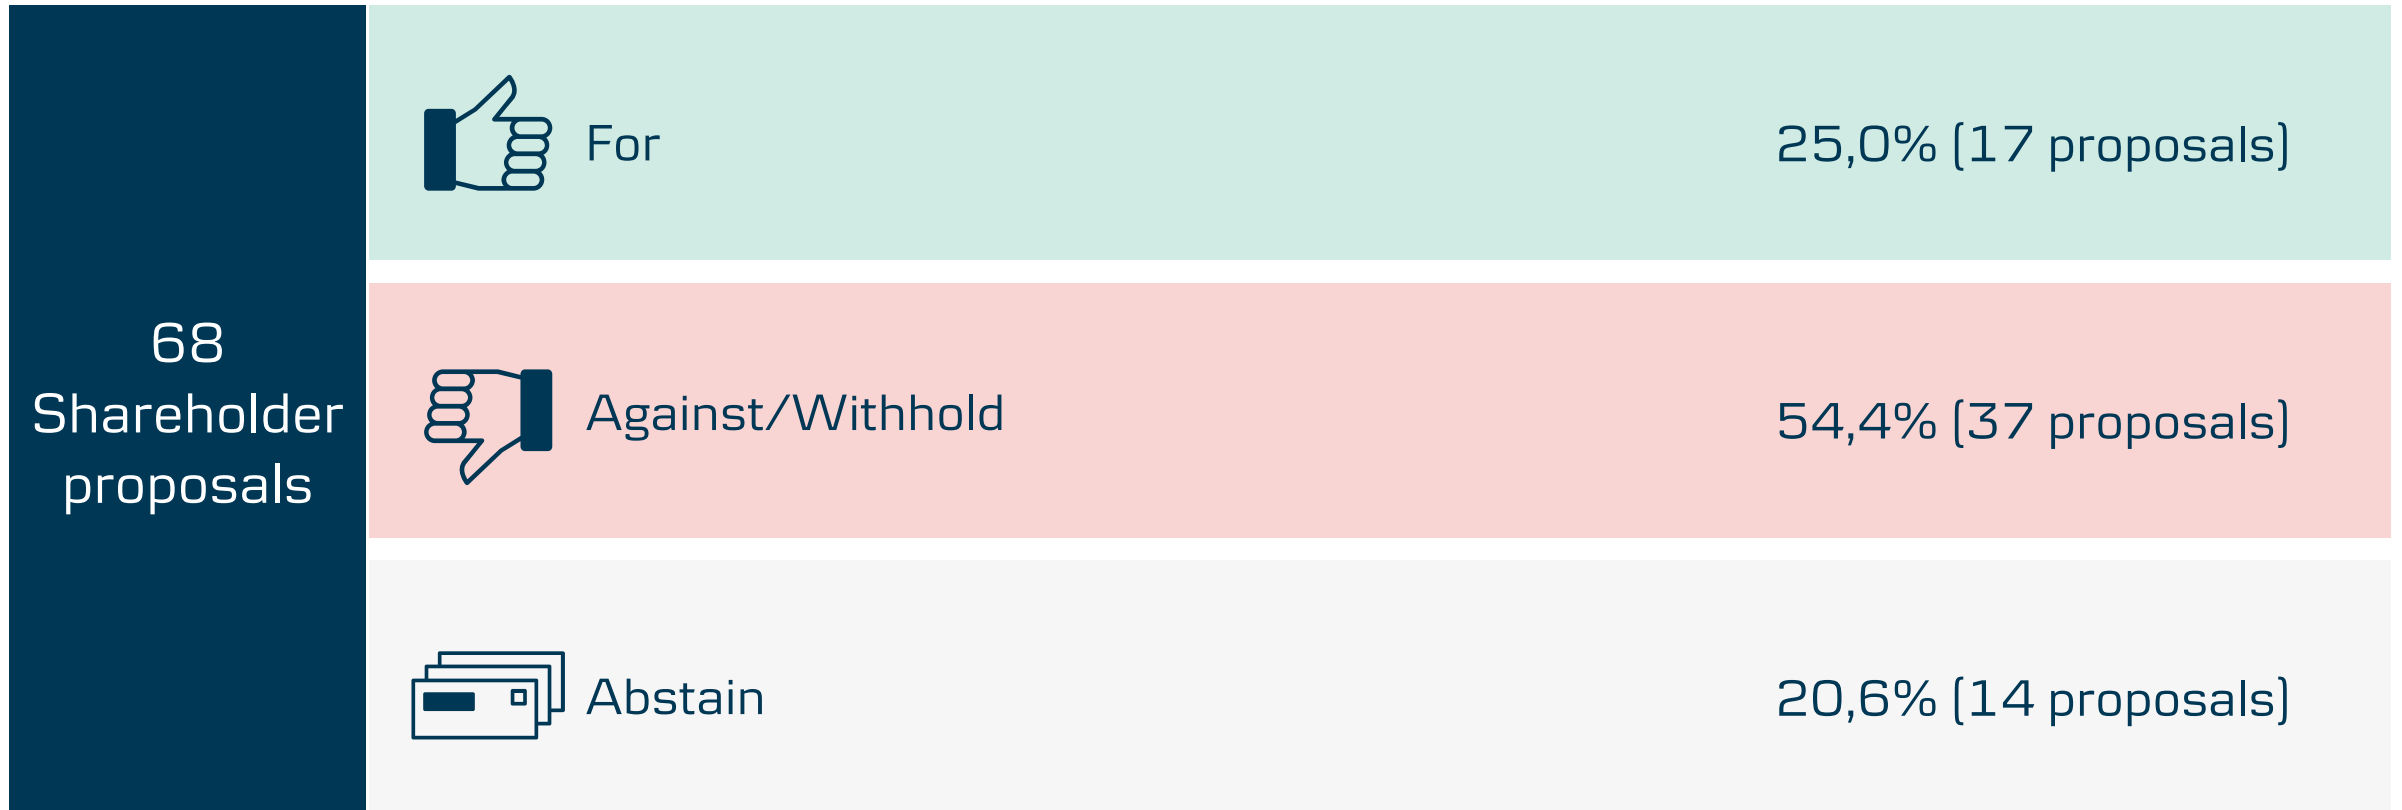 68
Shareholder
proposals
For
25,0% (17 proposals)
Against/Withhold
54,4% (37 proposals)
Abstain
20,6% (14 proposals)